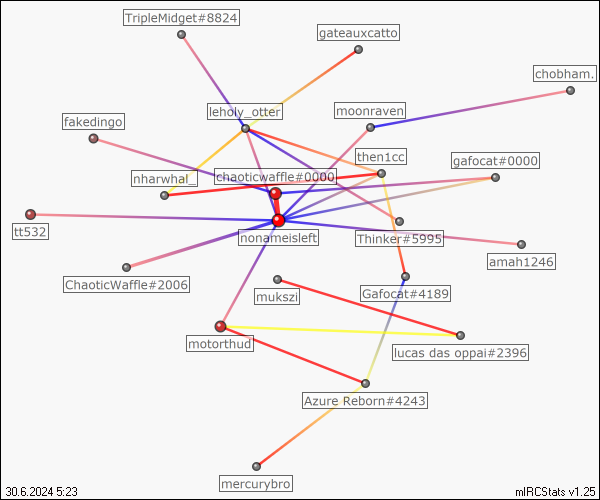 TripleMidget#8824
gateauxcatto
chobham.
leholy_otter
moonraven
fakedingo
then1cc
gafocat#0000
nharwhal_
chaoticwaffle#0000
tt532
nonameisleft
Thinker#5995
amah1246
ChaoticWaffle#2006
mukszi
Gafocat#4189
motorthud
lucas das oppai#2396
Azure Reborn#4243
mercurybro
30.6.2024 5:23
mIRCStats v1.25